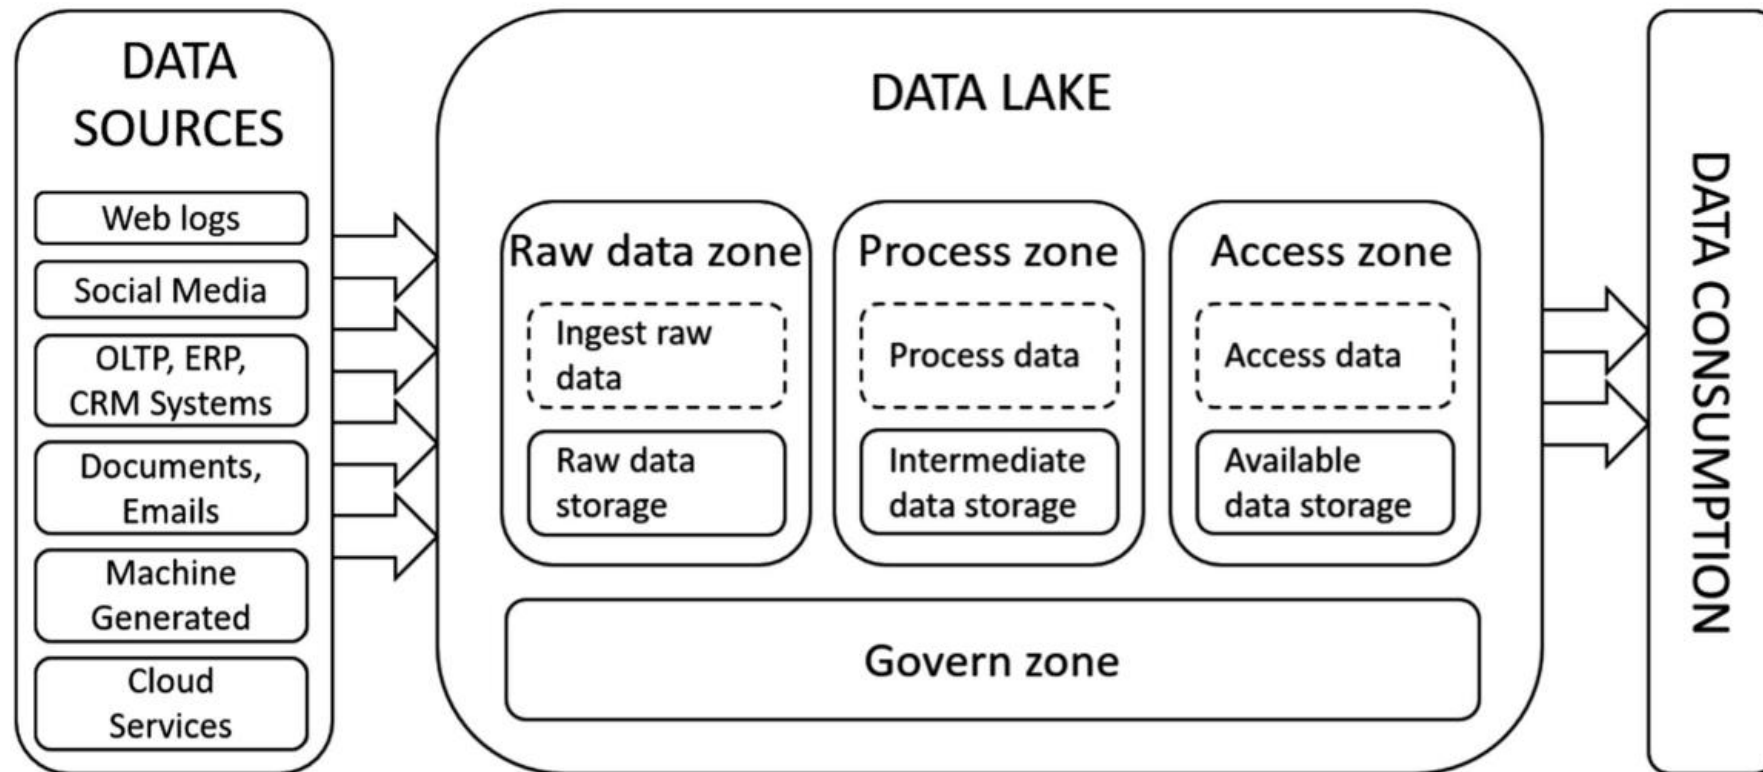 DATA
SOURCES
Web logs
Social Media
OLTP, ERP,
CRM Systems
Documents,
Emails
Machine
Generated
Cloud
Services
DATA LAKE
Raw data zone
Ingest raw
data
Raw data
storage
Process zone
Process data
Intermediate
data storage
Access zone
Access data
Available
data storage
Govern zone
DATA CONSUMPTION